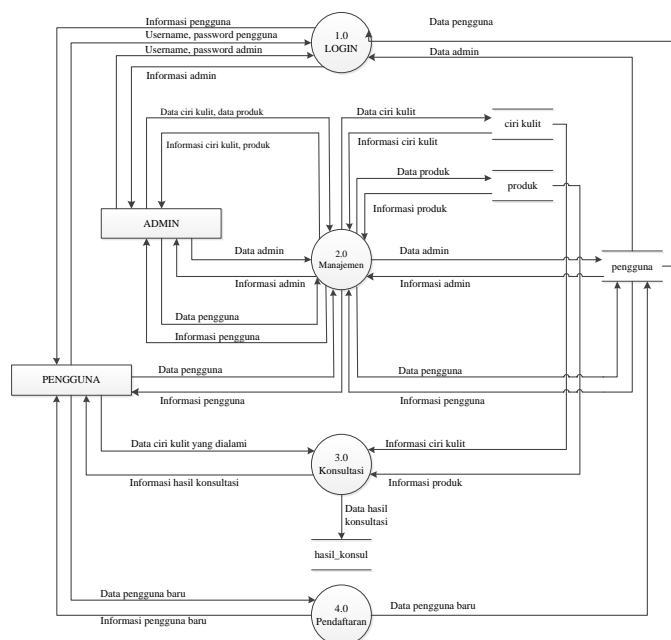 Informasi pengguna
Data pengguna
1.0
LOGIN
Username, password pengguna
Username, password admin
Data admin
Informasi admin
Data ciri kulit, data produk
Data ciri kulit
ciri kulit
Informasi ciri kulit, produk
Informasi ciri kulit
Data produk
produk
Informasi produk
ADMIN
2.0
Manajemen
Data admin
Data admin
pengguna
Informasi admin
Informasi admin
Data pengguna
Informasi pengguna
PENGGUNA
Data pengguna
Data pengguna
Informasi pengguna
Informasi pengguna
Data ciri kulit yang dialami
Informasi ciri kulit
3.0
Konsultasi
Informasi hasil konsultasi
Informasi produk
Data hasil
konsultasi
hasil_konsul
Data pengguna baru
4.0
Pendaftaran
Data pengguna baru
Informasi pengguna baru